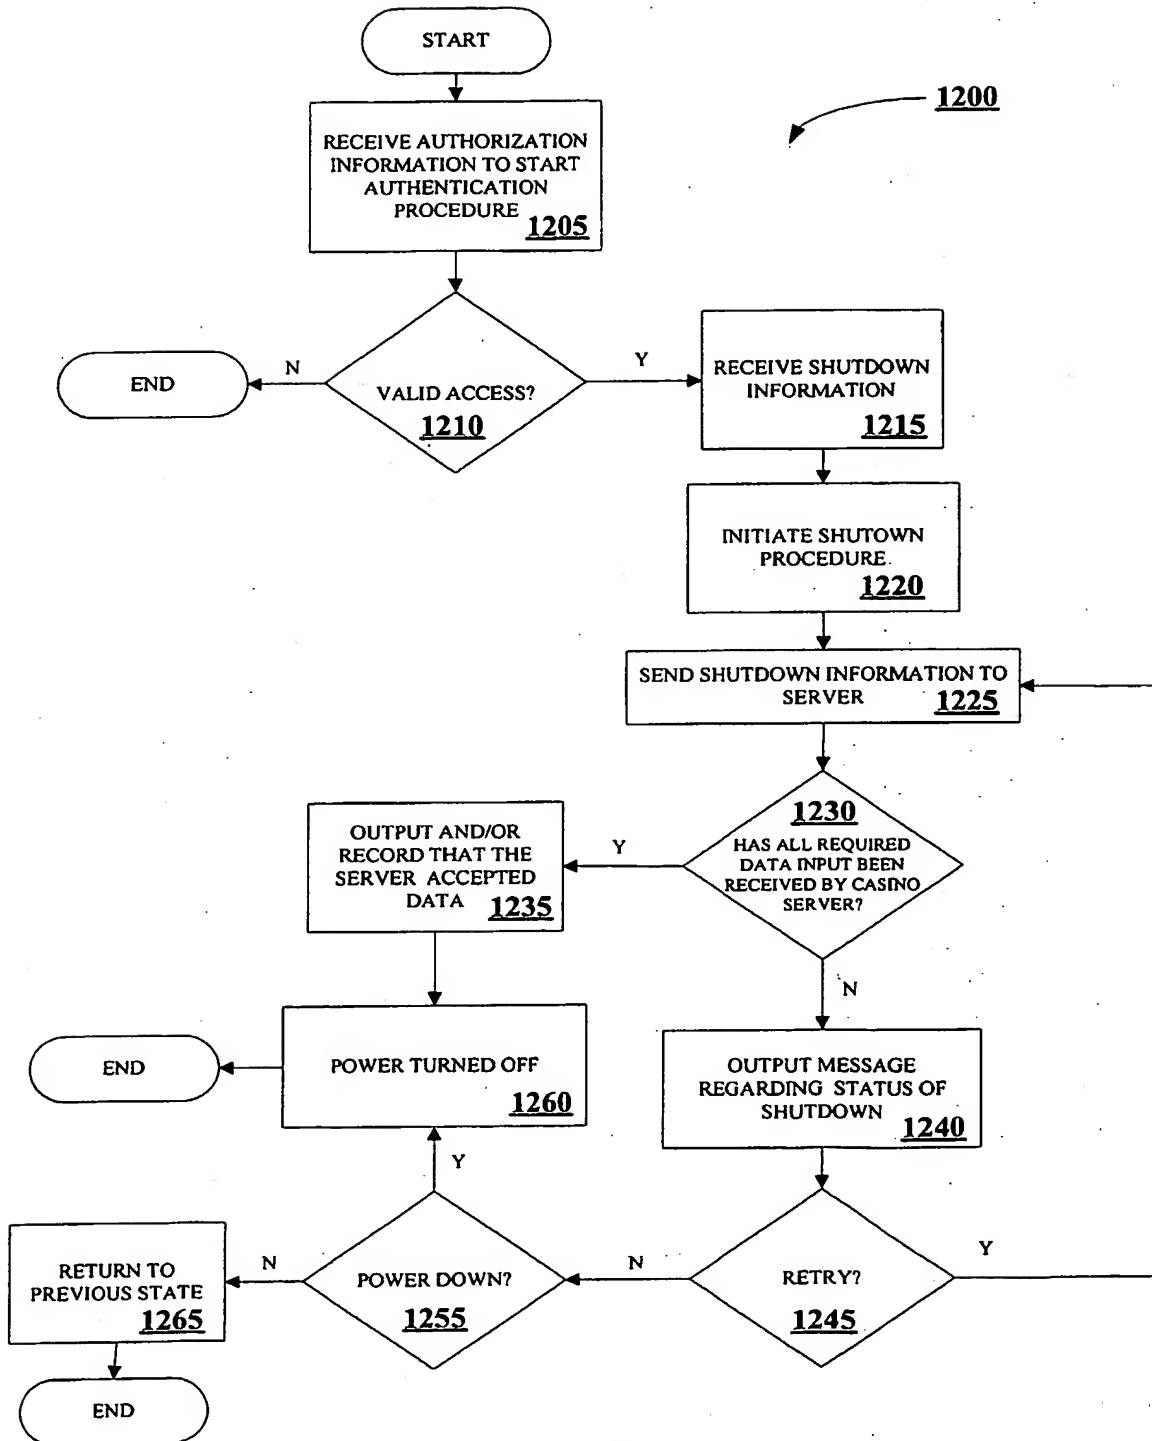 START
1200
RECEIVE AUTHORIZATION
INFORMATION TO START
AUTHENTICATION
PROCEDURE
1205
N
Y
END
VALID ACCESS?
1210
RECEIVE SHUTDOWN
INFORMATION
1215
INITIATE SHUTOWN
PROCEDURE
1220
SEND SHUTDOWN INFORMATION TO
SERVER
1225
1230
HAS ALL REQUIRED
DATA INPUT BEEN
RECEIVED BY CASINO
SERVER?
Y
OUTPUT AND/OR
RECORD THAT THE
SERVER ACCEPTED
DATA
1235
N
END
POWER TURNED OFF
1260
OUTPUT MESSAGE
REGARDING STATUS OF
SHUTDOWN
1240
Y
Y
RETURN TO
PREVIOUS STATE
1265
N
POWER DOWN?
1255
N
RETRY?
1245
END